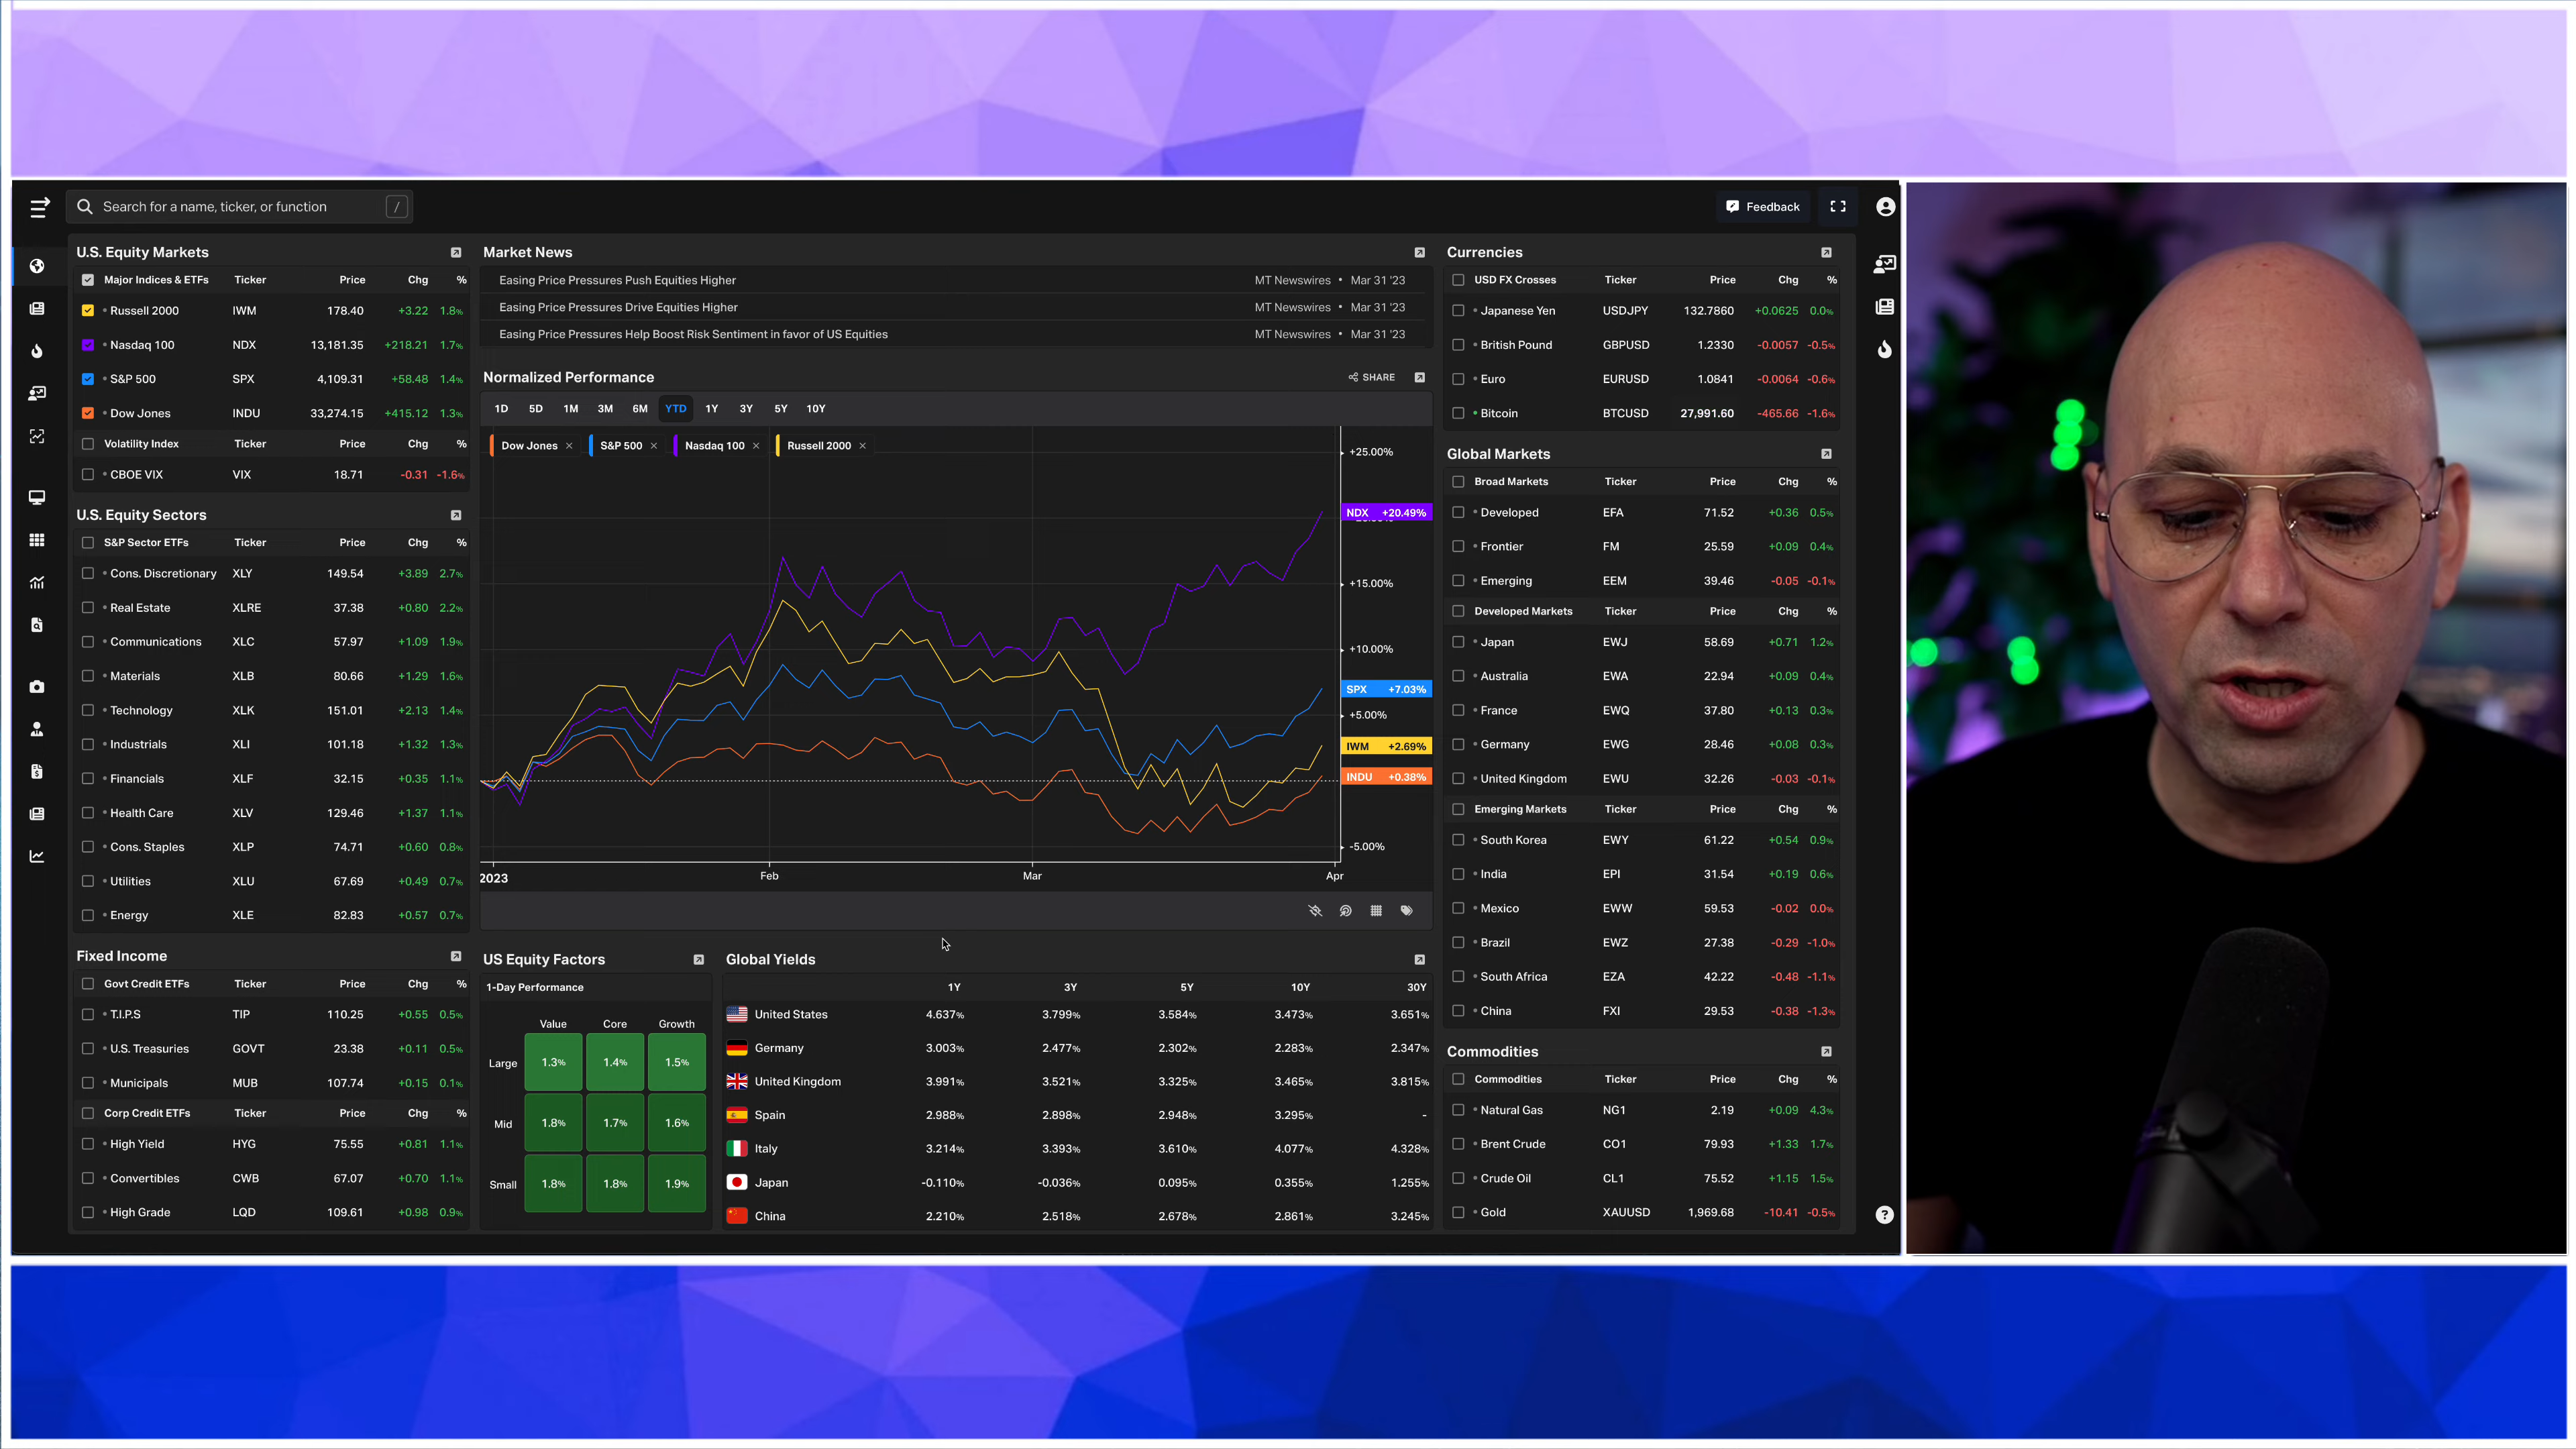 Search for a name, ticker, or function /
Feedback
U.S. Equity Markets
Major Indices & ETFs Ticker Price Chg %
Russell 2000 IWM 178.40 +3.22 1.8%
Nasdaq 100 NDX 13,181.35 +218.21 1.7%
S&P 500 SPX 4,109.31 +58.48 1.4%
Dow Jones INDU 33,274.15 +415.12 1.3%
Volatility Index Ticker Price Chg %
CBOE VIX VIX 18.71 -0.31 -1.6%
U.S. Equity Sectors
S&P Sector ETFs Ticker Price Chg %
Cons. Discretionary XLY 149.54 +3.89 2.7%
Real Estate XLRE 37.38 +0.80 2.2%
Communications XLC 57.97 +1.09 1.9%
Materials XLB 80.66 +1.29 1.6%
Technology XLK 151.01 +2.13 1.4%
Industrials XLI 101.18 +1.32 1.3%
Financials XLF 32.15 +0.35 1.1%
Health Care XLV 129.46 +1.37 1.1%
Cons. Staples XLP 74.71 +0.60 0.8%
Utilities XLU 67.69 +0.49 0.7%
Energy XLE 82.83 +0.57 0.7%
Fixed Income
Govt Credit ETFs Ticker Price Chg %
T.I.P.S TIP 110.25 +0.55 0.5%
U.S. Treasuries GOVT 23.38 +0.11 0.5%
Municipals MUB 107.74 +0.15 0.1%
Corp Credit ETFs Ticker Price Chg %
High Yield HYG 75.55 +0.81 1.1%
Convertibles CWB 67.07 +0.70 1.1%
High Grade LQD 109.61 +0.98 0.9%
Market News
Easing Price Pressures Push Equities Higher MT Newswires • Mar 31 '23
Easing Price Pressures Drive Equities Higher MT Newswires • Mar 31 '23
Easing Price Pressures Help Boost Risk Sentiment in favor of US Equities MT Newswires • Mar 31 '23
Normalized Performance SHARE
1D 5D 1M 3M 6M YTD 1Y 3Y 5Y 10Y
Dow Jones × S&P 500 × Nasdaq 100 × Russell 2000 ×
+25.00%
NDX +20.49%
+15.00%
+10.00%
SPX +7.03%
+5.00%
IWM +2.69%
INDU +0.38%
-5.00%
2023 Feb Mar Apr
US Equity Factors
1-Day Performance
Value Core Growth
Large 1.3% 1.4% 1.5%
Mid 1.8% 1.7% 1.6%
Small 1.8% 1.8% 1.9%
Global Yields
1Y 3Y 5Y 10Y 30Y
United States 4.637% 3.799% 3.584% 3.473% 3.651%
Germany 3.003% 2.477% 2.302% 2.283% 2.347%
United Kingdom 3.991% 3.521% 3.325% 3.465% 3.815%
Spain 2.988% 2.898% 2.948% 3.295% -
Italy 3.214% 3.393% 3.610% 4.077% 4.328%
Japan -0.110% -0.036% 0.095% 0.355% 1.255%
China 2.210% 2.518% 2.678% 2.861% 3.245%
Currencies
USD FX Crosses Ticker Price Chg %
Japanese Yen USDJPY 132.7860 +0.0625 0.0%
British Pound GBPUSD 1.2330 -0.0057 -0.5%
Euro EURUSD 1.0841 -0.0064 -0.6%
Bitcoin BTCUSD 27,991.60 -465.66 -1.6%
Global Markets
Broad Markets Ticker Price Chg %
Developed EFA 71.52 +0.36 0.5%
Frontier FM 25.59 +0.09 0.4%
Emerging EEM 39.46 -0.05 -0.1%
Developed Markets Ticker Price Chg %
Japan EWJ 58.69 +0.71 1.2%
Australia EWA 22.94 +0.09 0.4%
France EWQ 37.80 +0.13 0.3%
Germany EWG 28.46 +0.08 0.3%
United Kingdom EWU 32.26 -0.03 -0.1%
Emerging Markets Ticker Price Chg %
South Korea EWY 61.22 +0.54 0.9%
India EPI 31.54 +0.19 0.6%
Mexico EWW 59.53 -0.02 0.0%
Brazil EWZ 27.38 -0.29 -1.0%
South Africa EZA 42.22 -0.48 -1.1%
China FXI 29.53 -0.38 -1.3%
Commodities
Commodities Ticker Price Chg %
Natural Gas NG1 2.19 +0.09 4.3%
Brent Crude CO1 79.93 +1.33 1.7%
Crude Oil CL1 75.52 +1.15 1.5%
Gold XAUUSD 1,969.68 -10.41 -0.5%
?